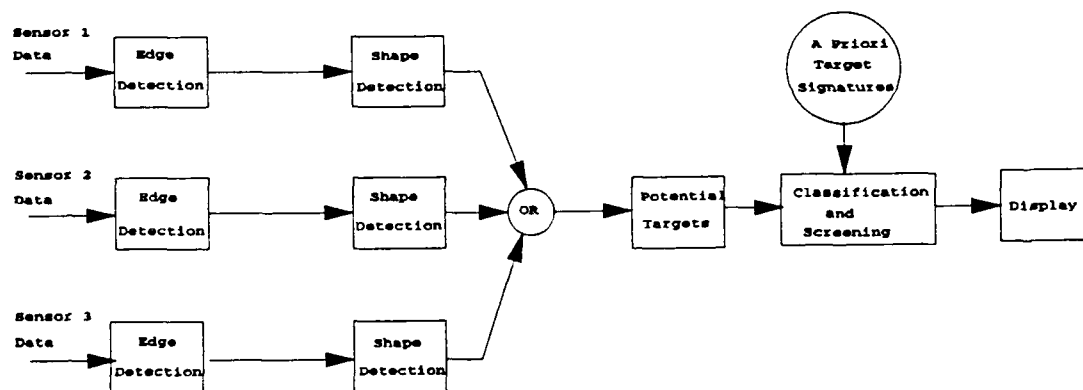 Sensor 1
Data
Edge
Detection
Shape
Detection
A Priori
Target
Signatures
Sensor 2
Data
Edge
Detection
Shape
Detection
OR
Potential
Targets
Classification
and
Screening
Display
Sensor 3
Data
Edge
Detection
Shape
Detection